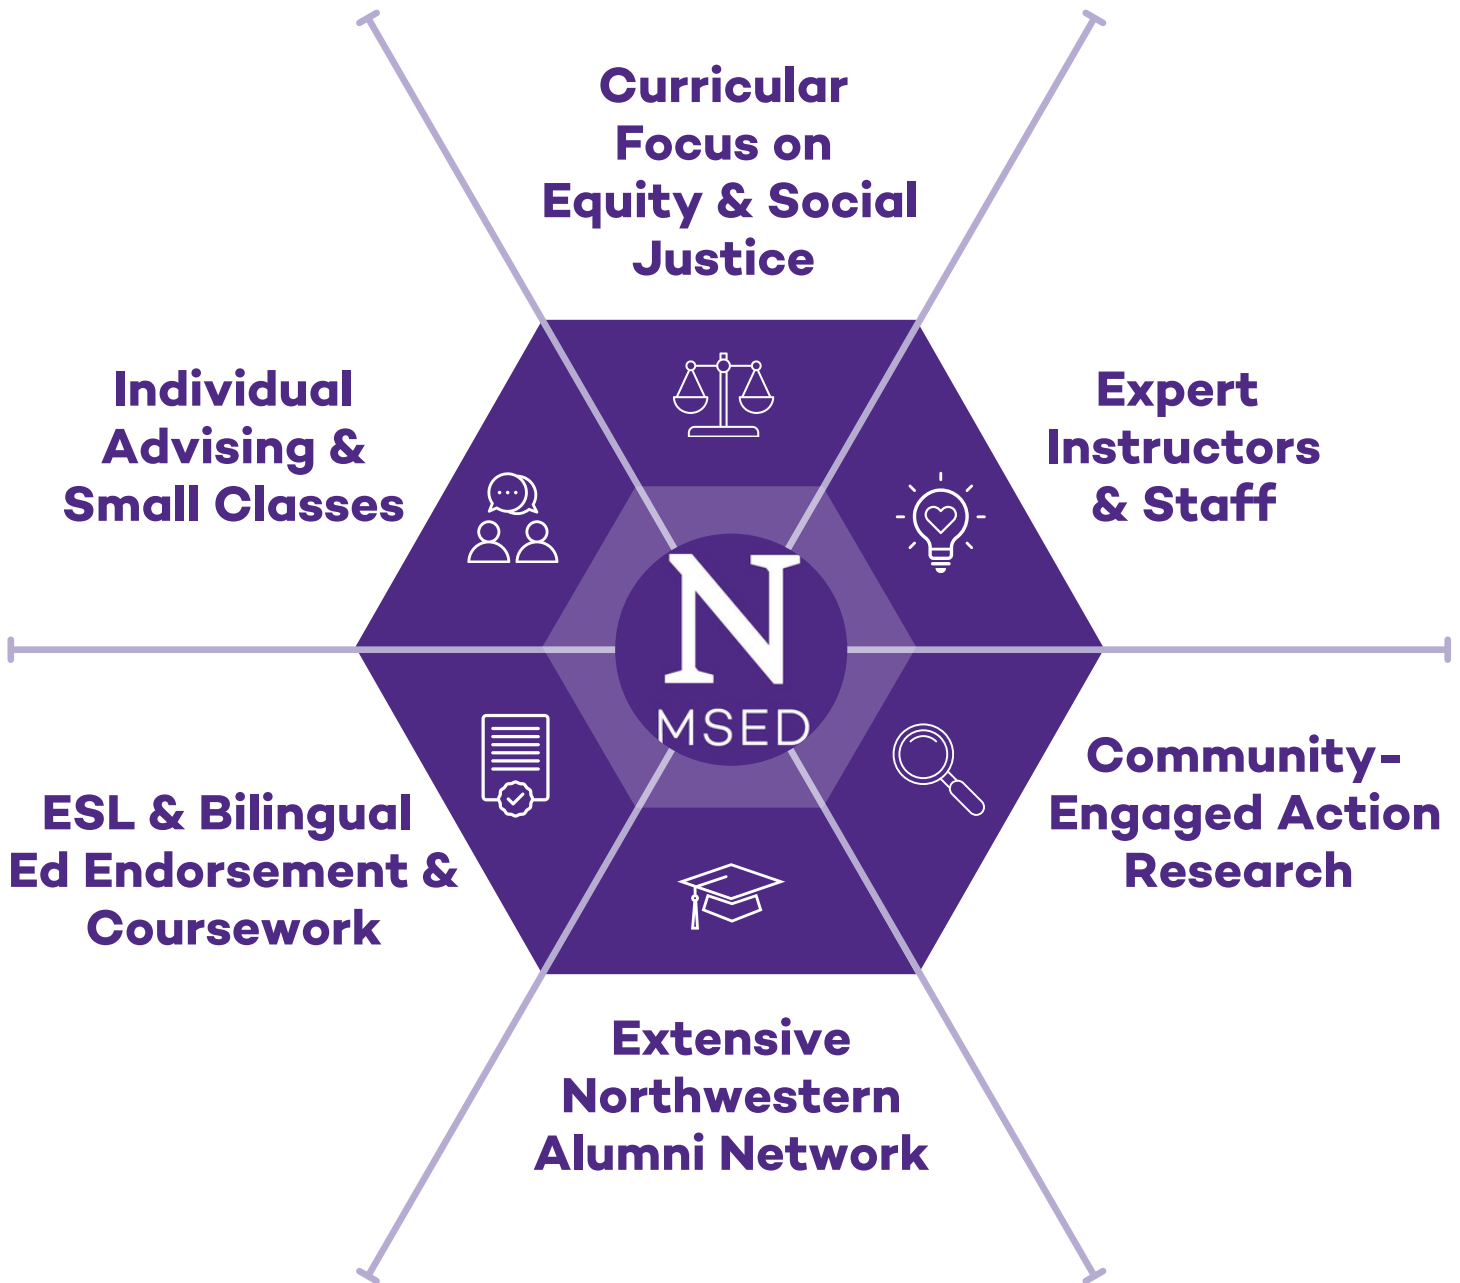 Curricular
Focus on
Equity & Social
Justice
Individual
Advising &
Small Classes
Expert
Instructors
& Staff
N
MSED
ESL & Bilingual
Ed Endorsement &
Coursework
Community-
Engaged Action
Research
Extensive
Northwestern
Alumni Network